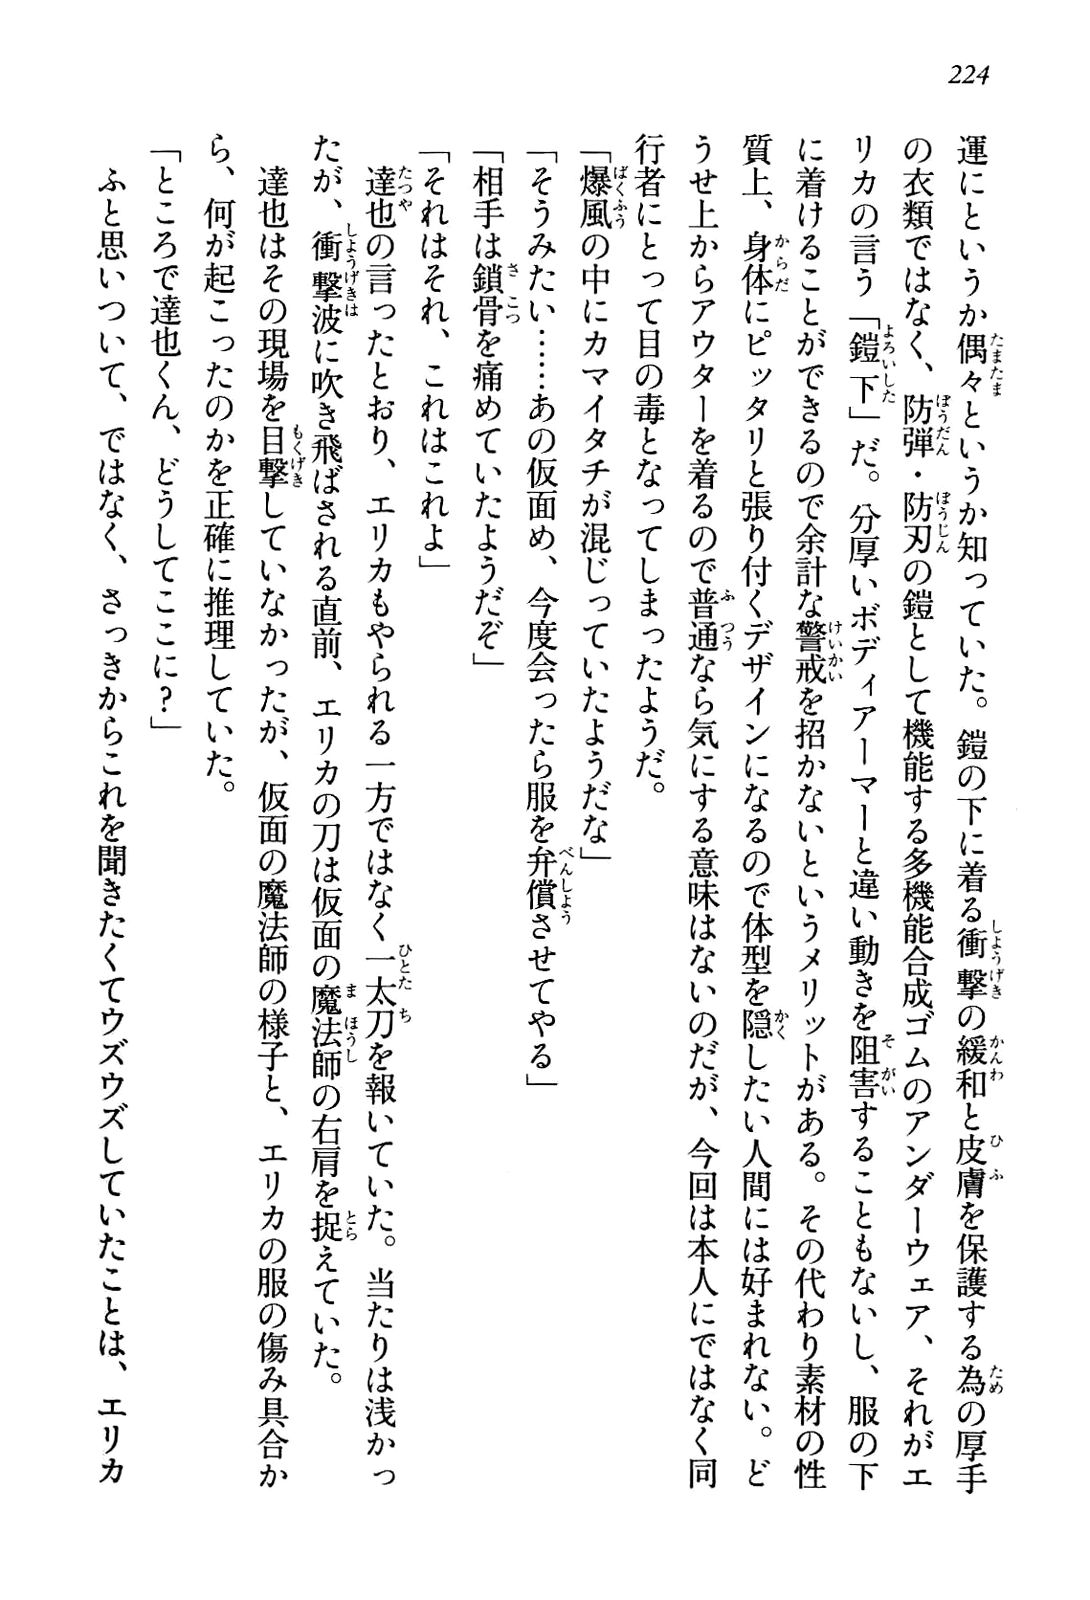 224
運にというか偶々というか知っていた。鎧の下に着る衝撃の緩和と皮膚を保護する為の厚手
の衣類ではなく、防弾・防刃の鎧として機能する多機能合成ゴムのアンダーウェア、それがエ
リカの言う「鎧下」だ。分厚いボディアーマーと違い動きを阻害することもないし、服の下
に着けることができるので余計な警戒を招かないというメリットがある。その代わり素材の性
質上、身体にピッタリと張り付くデザインになるので体型を隠したい人間には好まれない。ど
うせ上からアウターを着るので普通なら気にする意味はないのだが、今回は本人にではなく同
行者にとって目の毒となってしまったようだ。
「爆風の中にカマイタチが混じっていたようだな」
「そうみたい……あの仮面め、今度会ったら服を弁償させてやる」
「相手は鎖骨を痛めていたようだぞ」
「それはそれ、これはこれよ」
達也の言ったとおり、エリカもやられる一方ではなく一太刀を報いていた。当たりは浅かっ
たが、衝撃波に吹き飛ばされる直前、エリカの刀は仮面の魔法師の右肩を捉えていた。
達也はその現場を目撃していなかったが、仮面の魔法師の様子と、エリカの服の傷み具合か
ら、何が起こったのかを正確に推理していた。
「ところで達也くん、どうしてここに?」
ふと思いついて、ではなく、さっきからこれを聞きたくてウズウズしていたことは、エリカ